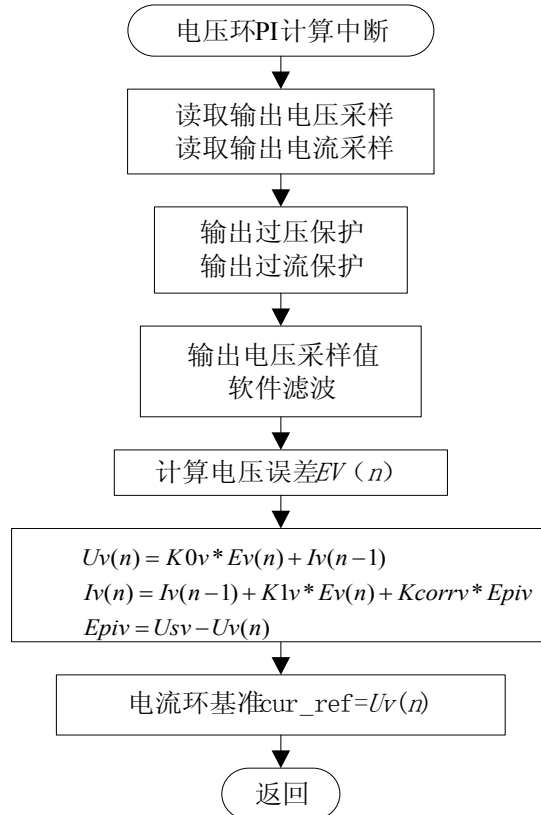 电压环PI计算中断
读取输出电压采样
读取输出电流采样
输出过压保护
输出过流保护
输出电压采样值
软件滤波
计算电压误差EV（n）
Uv(n) = K0v* Ev(n) + Iv(n−1)
Iv(n) = Iv(n−1) + K1v* Ev(n) + Kcorrv* Epiv
Epiv = Usv − Uv(n)
电流环基准cur_ref=Uv(n)
返回